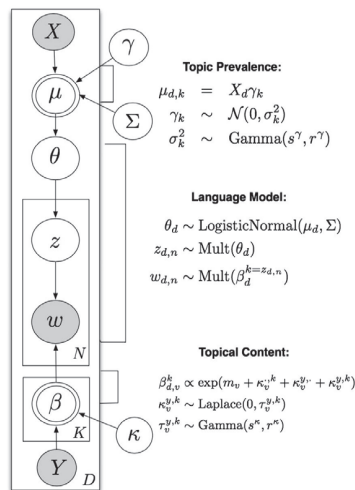 X
γ
μ
Topic Prevalence:
μ_{d,k} = X_d γ_k
γ_k ∼ N(0, σ_k^2)
σ_k^2 ∼ Gamma(s^γ, r^γ)
Σ
θ
Language Model:
θ_d ∼ LogisticNormal(μ_d, Σ)
z_{d,n} ∼ Mult(θ_d)
w_{d,n} ∼ Mult(β_d^{k=z_{d,n}})
z
w
N
Topical Content:
β_{d,v}^k ∝ exp(m_v + κ_v^{·,k} + κ_v^{y,·} + κ_v^{y,k})
κ_v^{y,k} ∼ Laplace(0, τ_v^{y,k})
τ_v^{y,k} ∼ Gamma(s^κ, r^κ)
β
K
κ
Y
D